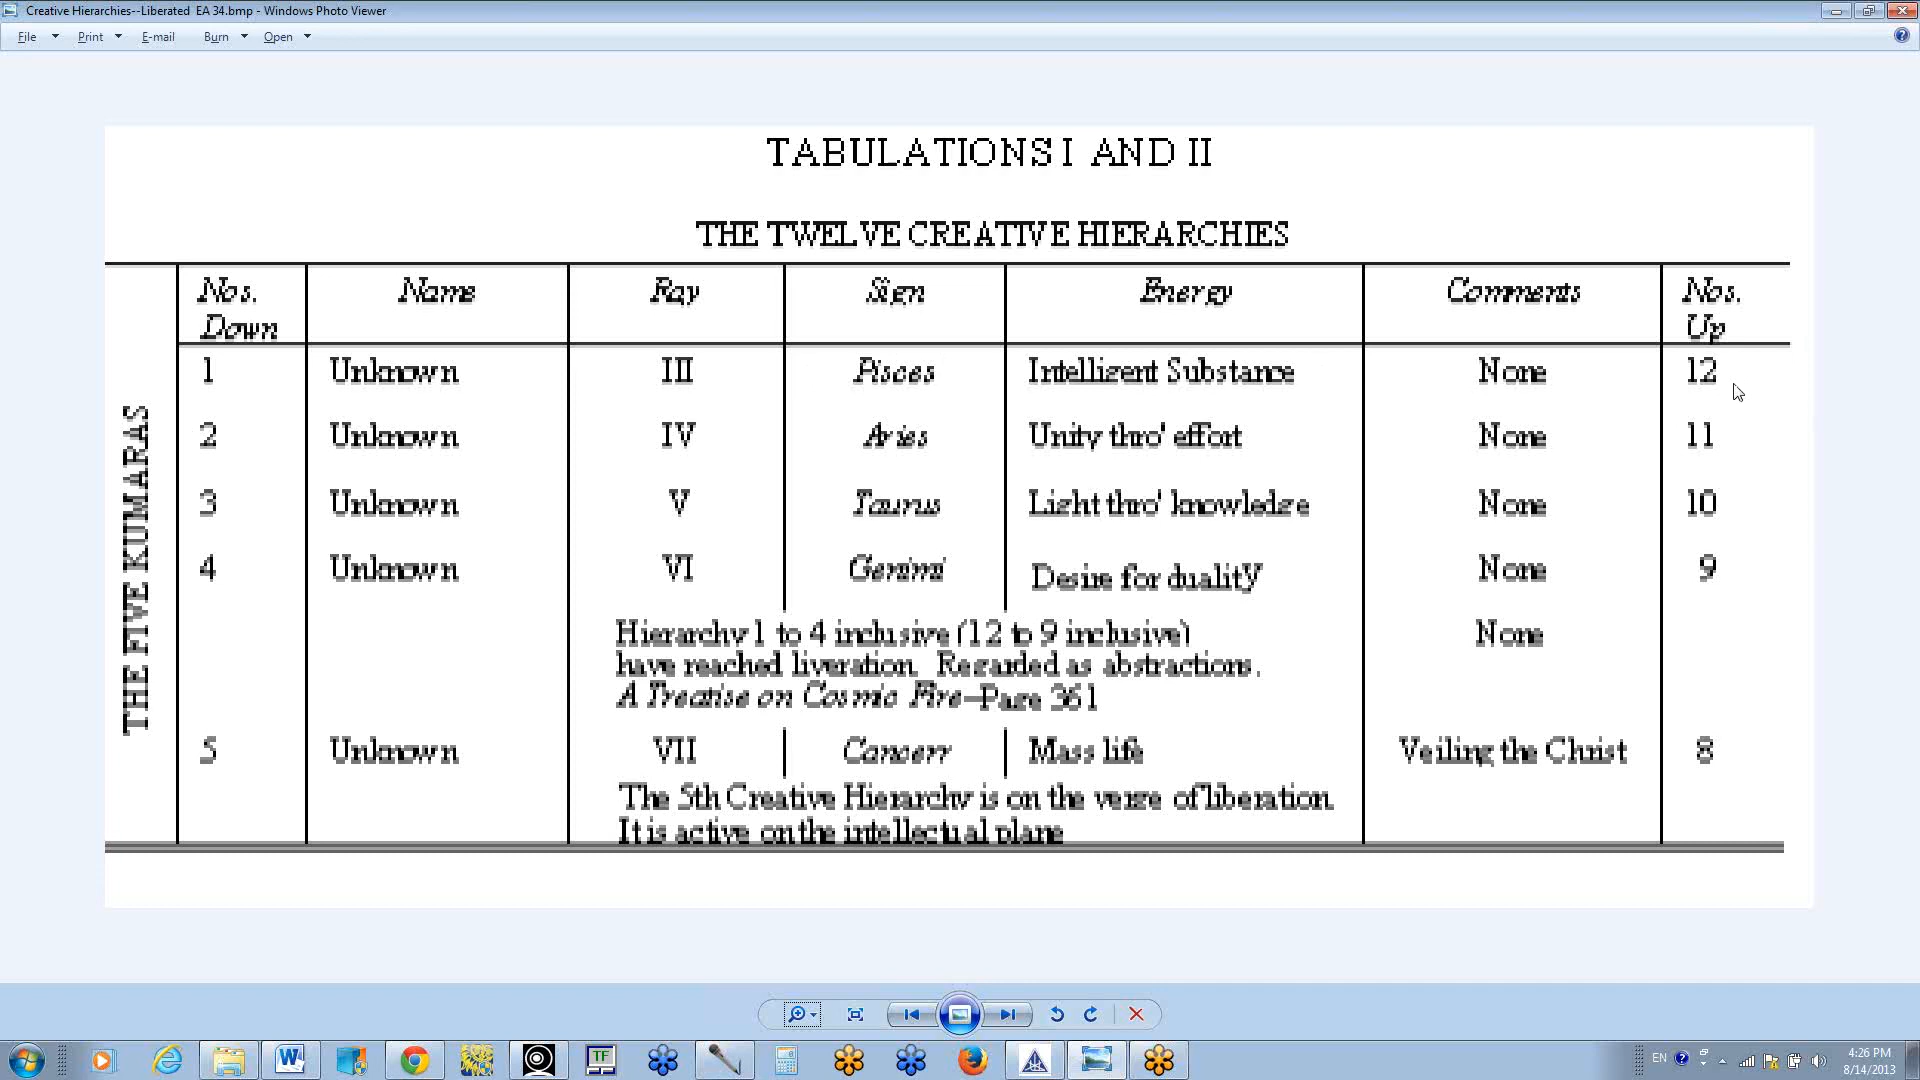 Creative Hierarchies--Liberated EA 34.bmp - Windows Photo Viewer
File Print E-mail Burn Open
TABULATIONS I AND II
THE TWELVE CREATIVE HIERARCHIES
THE FIVE KUMARAS
Nos. Down Name Ray Sign Energy Comments Nos. Up
1 Unknown III Pisces Intelligent Substance None 12
2 Unknown IV Aries Unity thro' effort None 11
3 Unknown V Taurus Light thro' knowledge None 10
4 Unknown VI Gemini Desire for duality None 9
Hierarchy 1 to 4 inclusive (12 to 9 inclusive) None
have reached liveration. Regarded as abstractions.
A Treatise on Cosmic Fire—Page 361
5 Unknown VII Cancerr Mass life Veiling the Christ 8
The 5th Creative Hierarchy is on the verge of liberation.
It is active on the intellectual plane
TF
EN
4:26 PM
8/14/2013